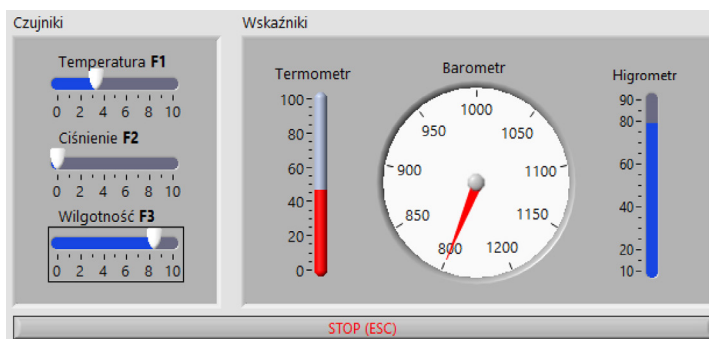 Czujniki
Temperatura F1
0 2 4 6 8 10
Ciśnienie F2
0 2 4 6 8 10
Wilgotność F3
0 2 4 6 8 10
Wskaźniki
Termometr
100
80
60
40
20
0
Barometr
1000
950 1050
900 1100
850 1150
800 1200
Higrometr
90
80
60
40
20
10
STOP (ESC)